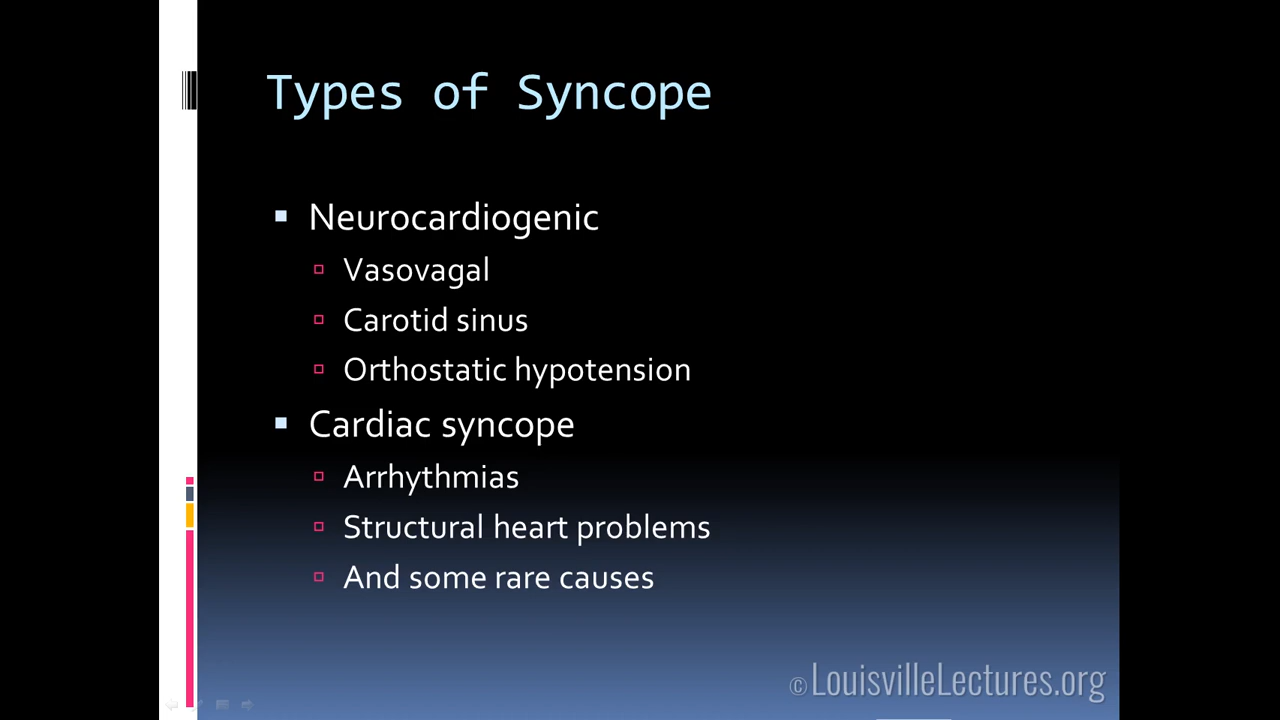 Types of Syncope
Neurocardiogenic
Vasovagal
Carotid sinus
Orthostatic hypotension
Cardiac syncope
Arrhythmias
Structural heart problems
And some rare causes
© LouisvilleLectures.org